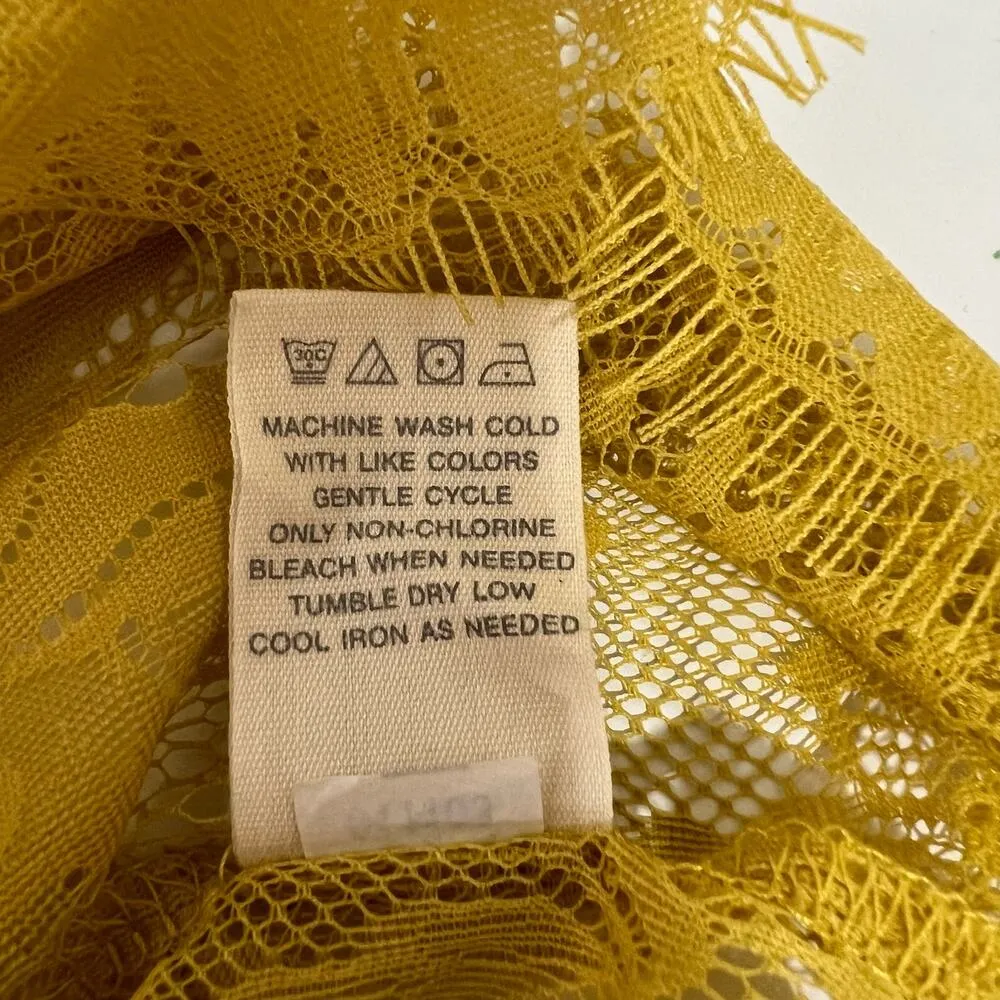 30C
MACHINE WASH COLD
WITH LIKE COLORS
GENTLE CYCLE
ONLY NON-CHLORINE
BLEACH WHEN NEEDED
TUMBLE DRY LOW
COOL IRON AS NEEDED